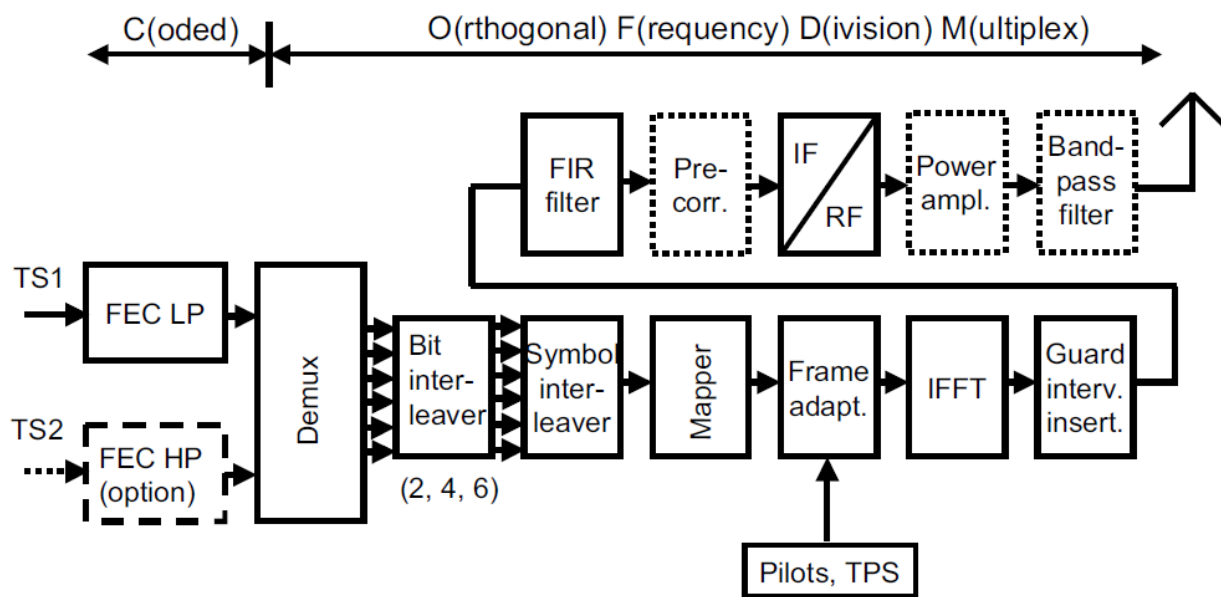 C(oded)
O(rthogonal) F(requency) D(ivision) M(ultiplex)
FIR
filter
Pre-
corr.
IF
RF
Power
ampl.
Band-
pass
filter
TS1
FEC LP
TS2
FEC HP
(option)
Demux
Bit
inter-
leaver
(2, 4, 6)
Symbol
inter-
leaver
Mapper
Frame
adapt.
IFFT
Guard
interv.
insert.
Pilots, TPS